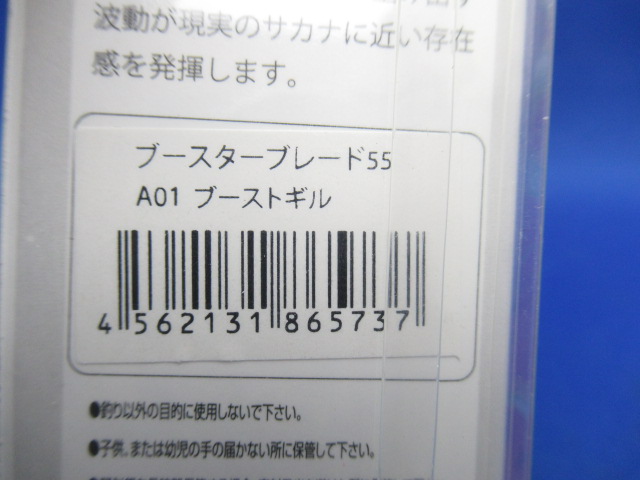 波動が現実のサカナに近い存在
感を発揮します。
ブースターブレード55
A01 ブーストギル
4 562131 865737
●釣り以外の目的に使用しないで下さい。
●子供、または幼児の手の届かない所に保管して下さい。